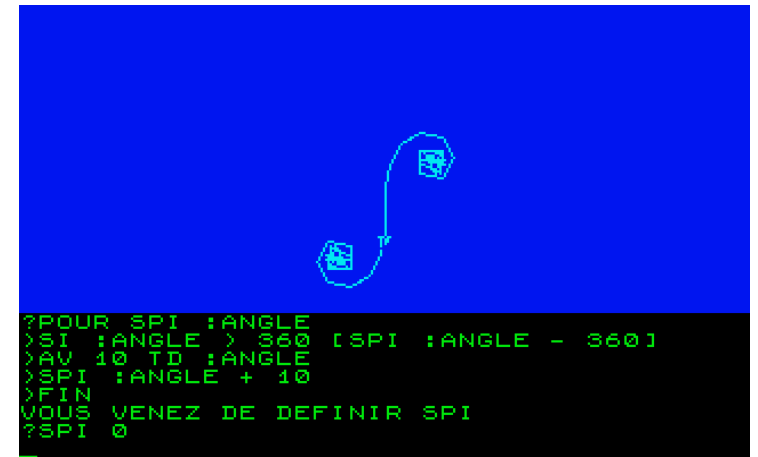 ?POUR SPI :ANGLE
>SI :ANGLE > 360 [SPI :ANGLE - 360]
>AV 10 TD :ANGLE
>SPI :ANGLE + 10
>FIN
VOUS VENEZ DE DEFINIR SPI
?SPI 0